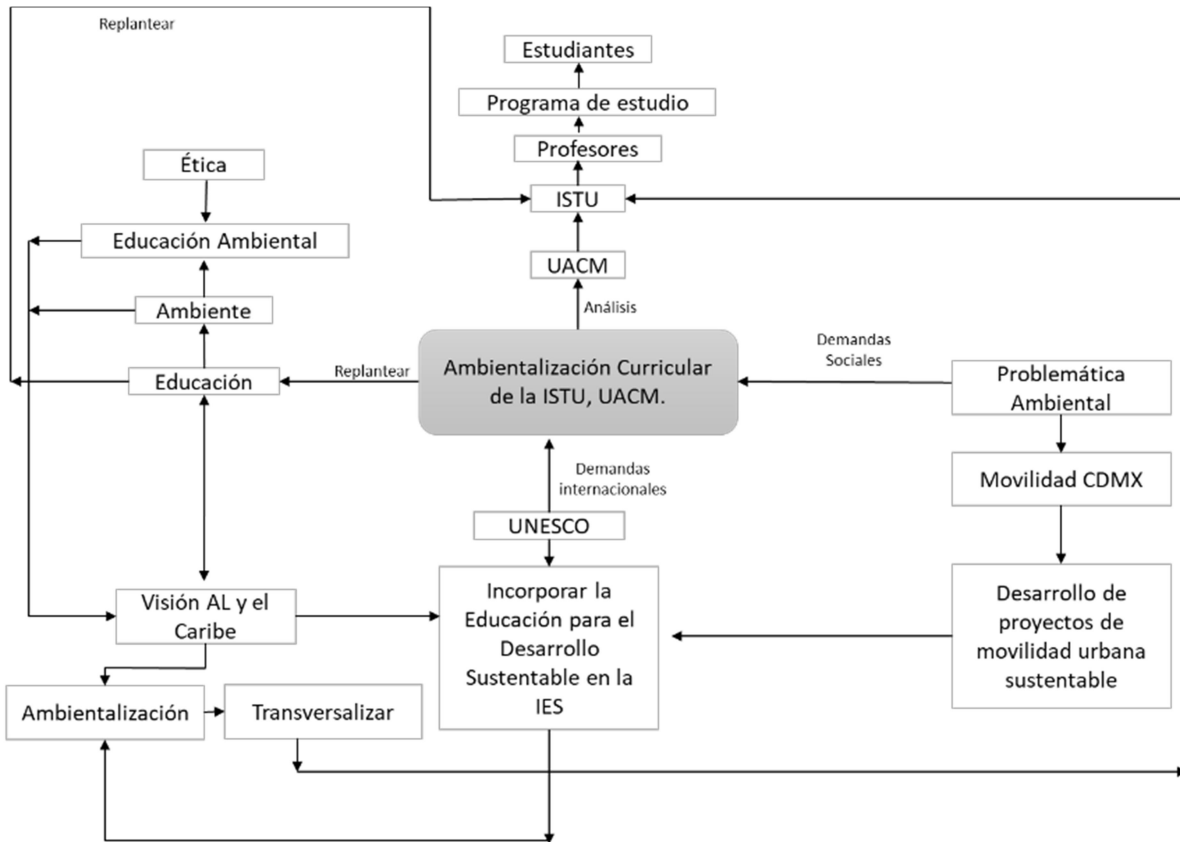 Replantear
Estudiantes
Programa de estudio
Profesores
Ética
ISTU
Educación Ambiental
UACM
Ambiente
Análisis
Demandas
Sociales
Ambientalización Curricular
de la ISTU, UACM.
Replantear
Educación
Problemática
Ambiental
Demandas
internacionales
Movilidad CDMX
UNESCO
Visión AL y el
Caribe
Incorporar la
Educación para el
Desarrollo
Sustentable en la
IES
Desarrollo de
proyectos de
movilidad urbana
sustentable
Ambientalización
Transversalizar